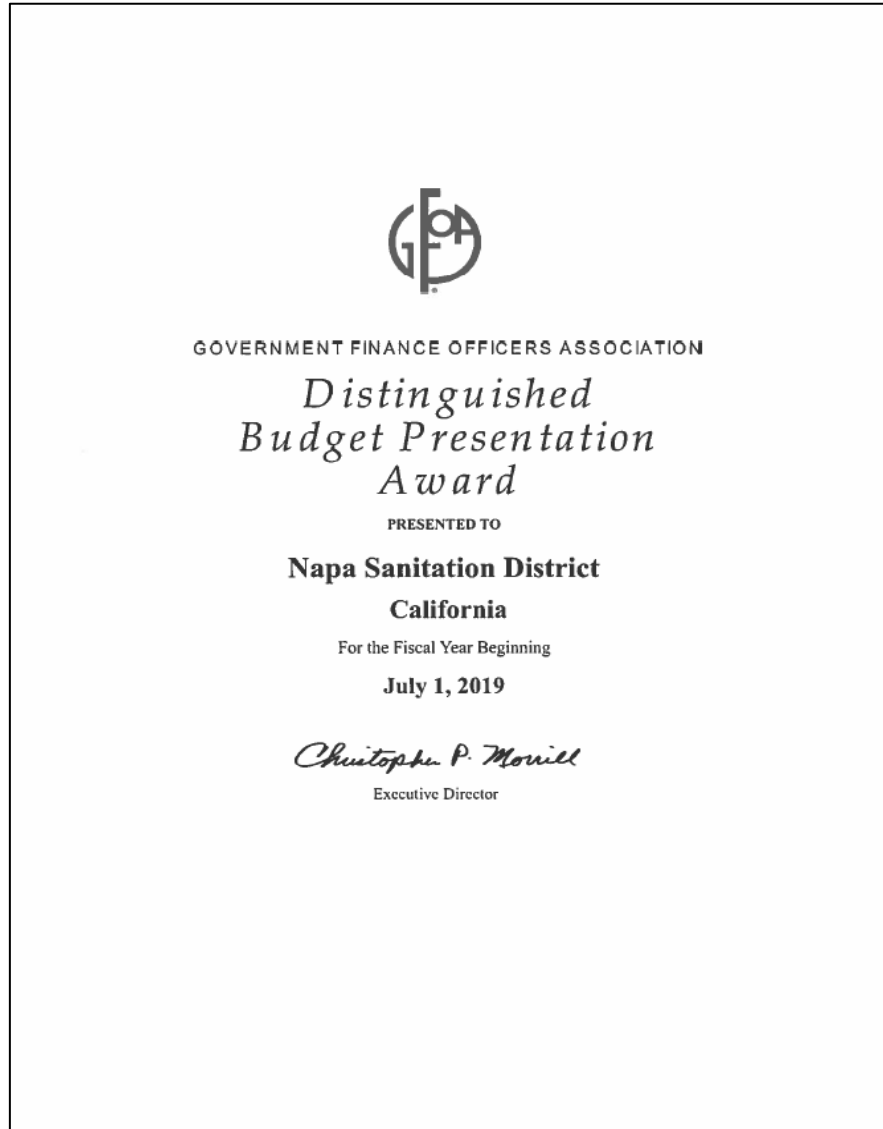 GFOA
GOVERNMENT FINANCE OFFICERS ASSOCIATION
Distinguished
Budget Presentation
Award
PRESENTED TO
Napa Sanitation District
California
For the Fiscal Year Beginning
July 1, 2019
Christopher P. Morrill
Executive Director